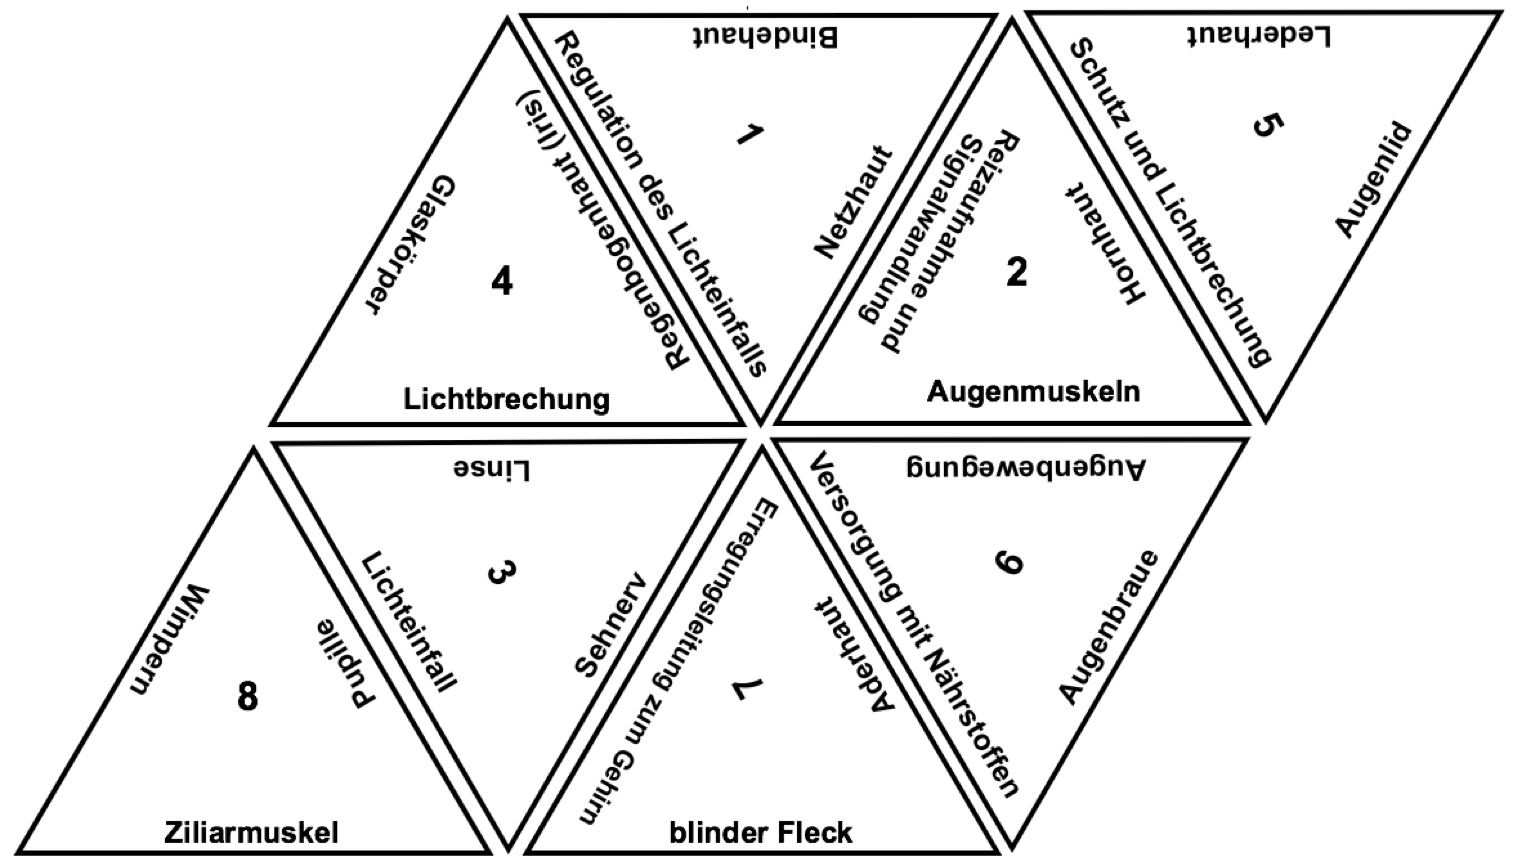 Bindehaut
Regulation des Lichteinfalls
1
Netzhaut
Lederhaut
Schutz und Lichtbrechung
5
Augenlid
Glaskörper
4
Regenbogenhaut (Iris)
Lichtbrechung
Reizaufnahme und
Signalwandlung
2
Hornhaut
Augenmuskeln
Wimpern
8
Pupille
Ziliarmuskel
Linse
Lichteinfall
3
Sehnerv
Erregungsleitung zum Gehirn
7
Aderhaut
blinder Fleck
Augenbewegung
Versorgung mit Nährstoffen
6
Augenbraue